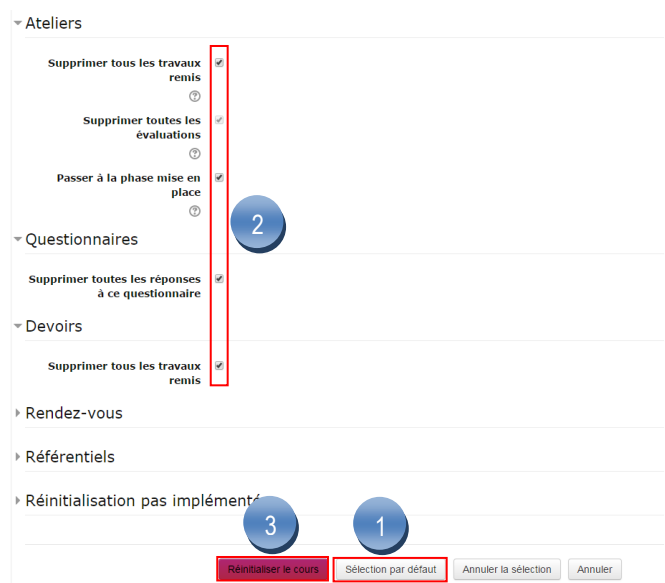 Ateliers
Supprimer tous les travaux
remis
Supprimer toutes les
évaluations
Passer à la phase mise en
place
2
Questionnaires
Supprimer toutes les réponses
à ce questionnaire
Devoirs
Supprimer tous les travaux
remis
Rendez-vous
Référentiels
Réinitialisation pas implémenté
3 1
Réinitialiser le cours Sélection par défaut Annuler la sélection Annuler